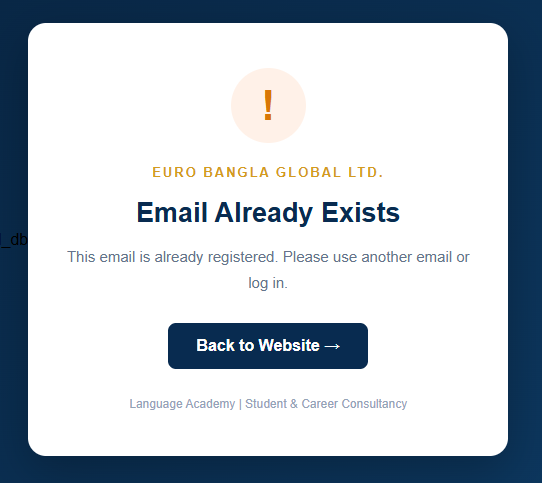 !
EURO BANGLA GLOBAL LTD.
Email Already Exists
_db
This email is already registered. Please use another email or
log in.
Back to Website →
Language Academy | Student & Career Consultancy